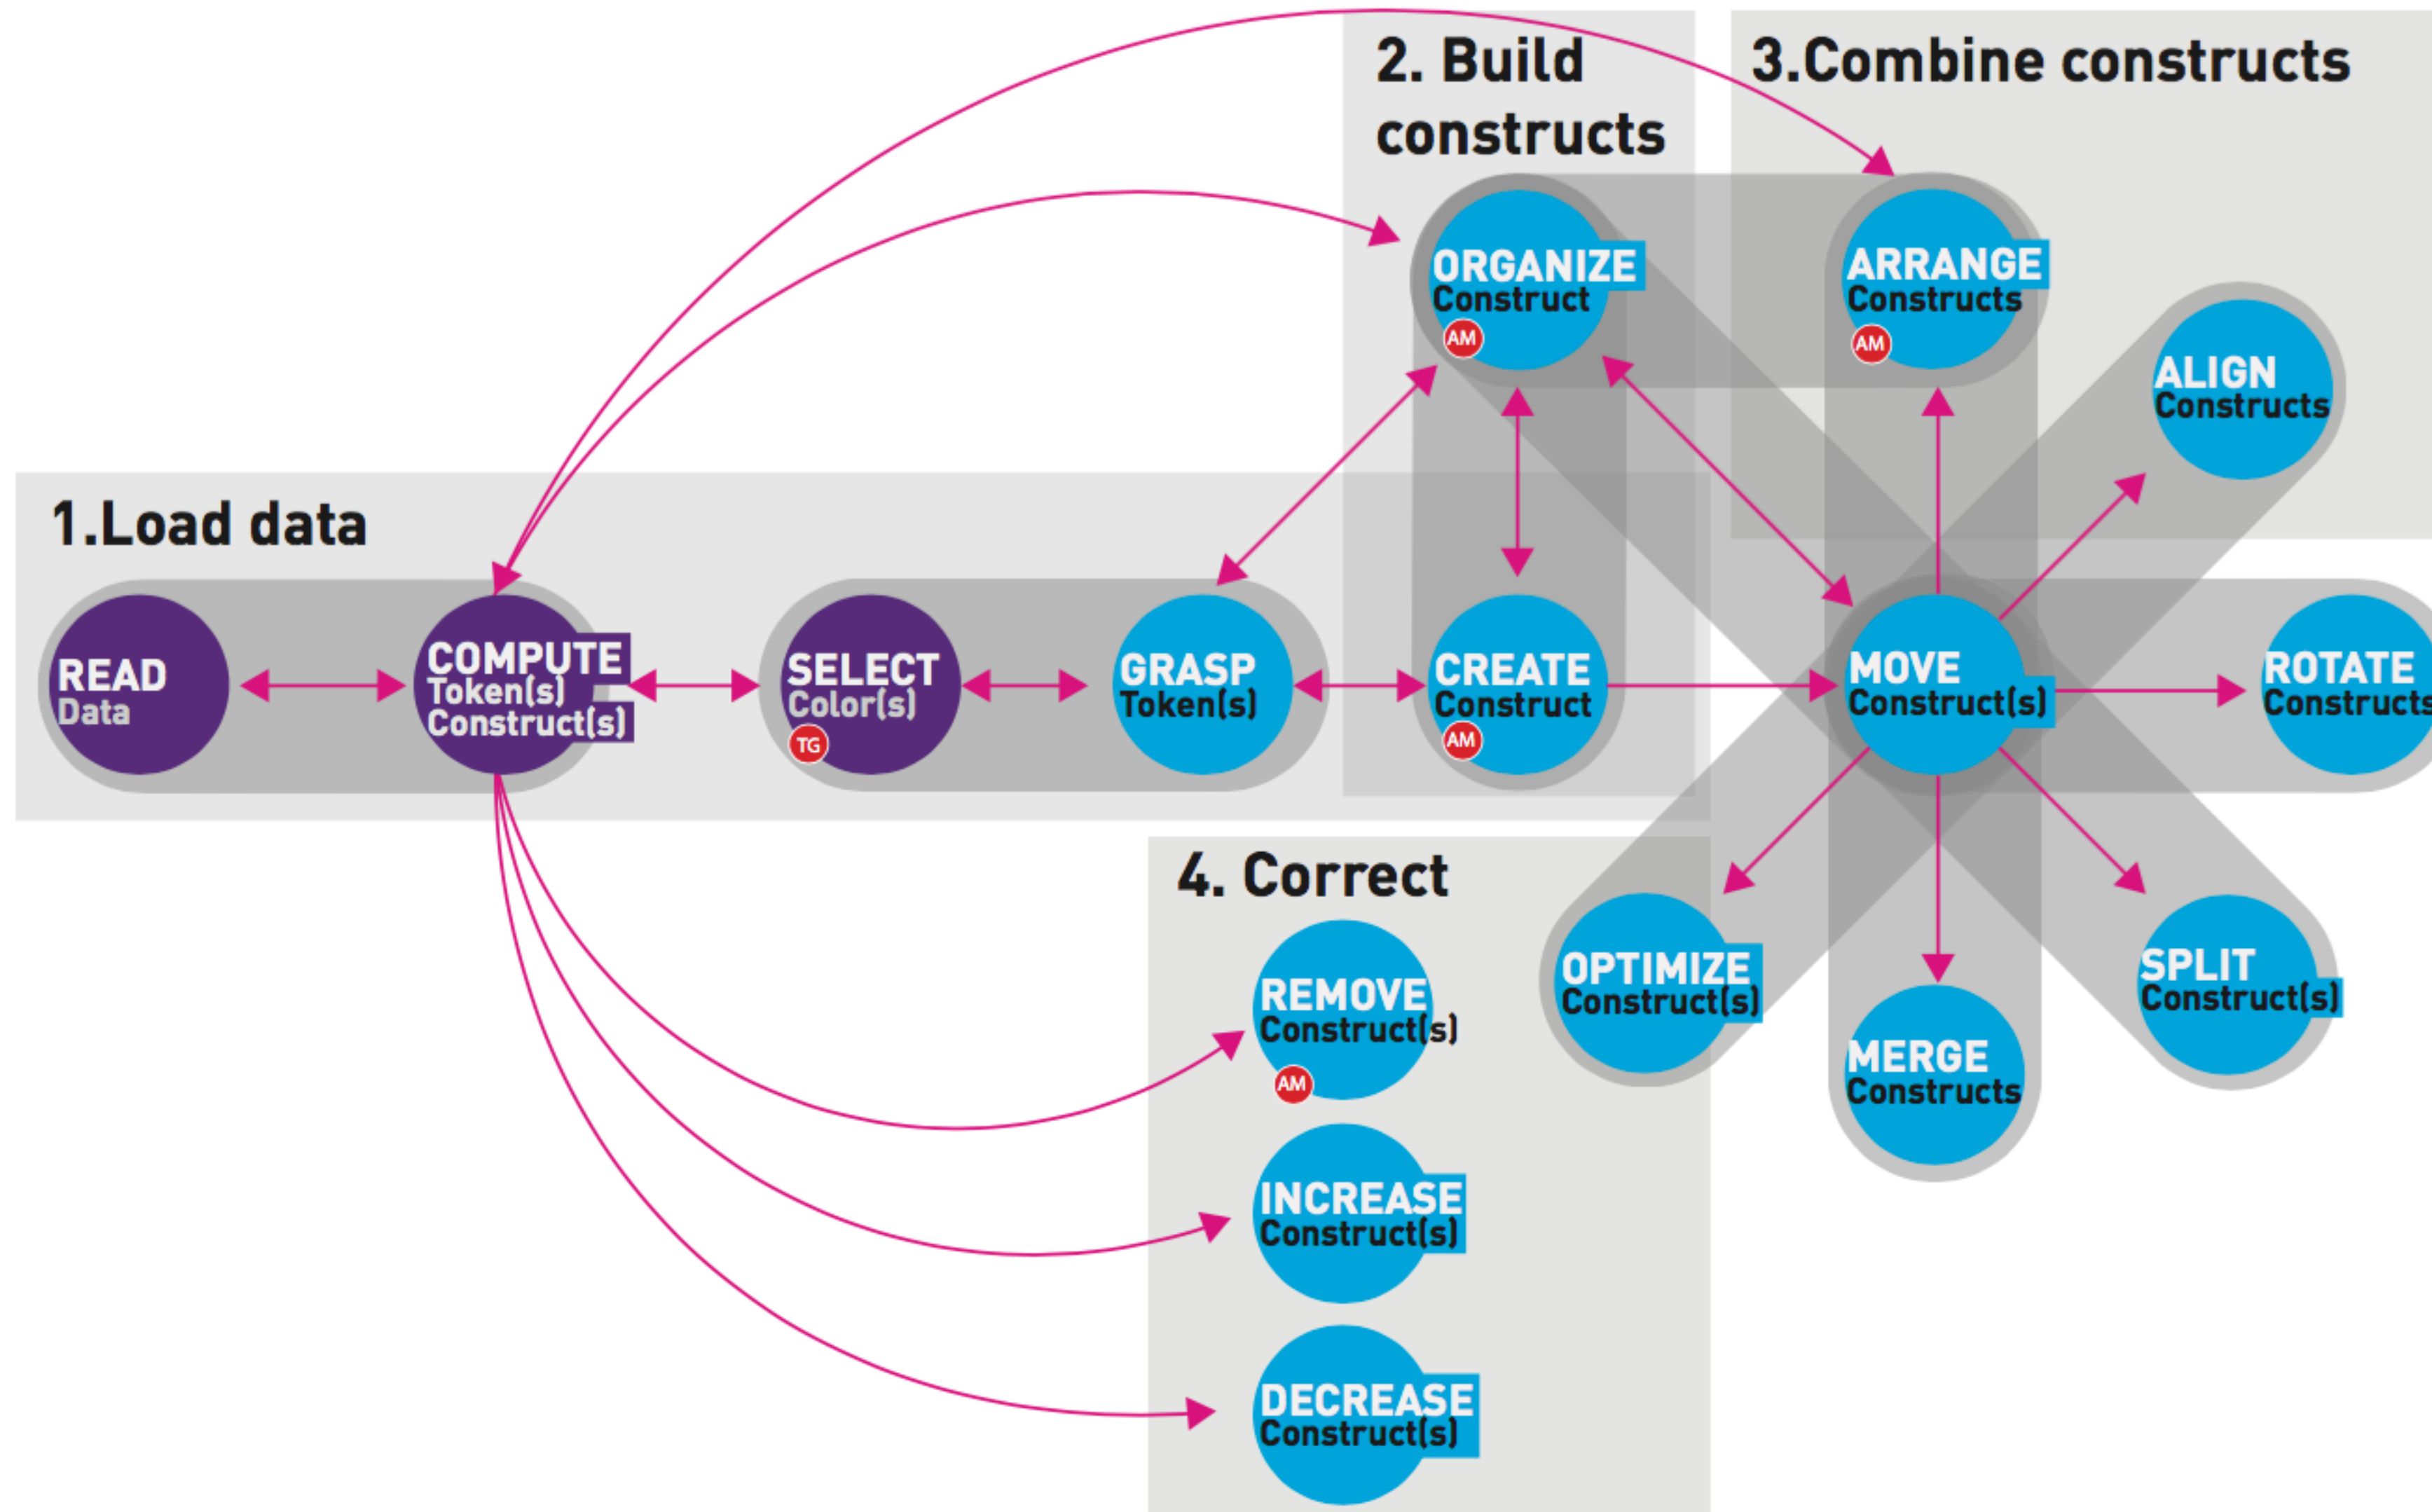 2. Build
constructs
3.Combine constructs
ORGANIZE
Construct
AM
ARRANGE
Constructs
AM
ALIGN
Constructs
1.Load data
READ
Data
COMPUTE
Token(s)
Construct(s)
SELECT
Color(s)
TG
GRASP
Token(s)
CREATE
Construct
AM
MOVE
Construct(s)
ROTATE
Constructs
4. Correct
REMOVE
Construct(s)
AM
OPTIMIZE
Construct(s)
SPLIT
Construct(s)
MERGE
Constructs
INCREASE
Construct(s)
DECREASE
Construct(s)